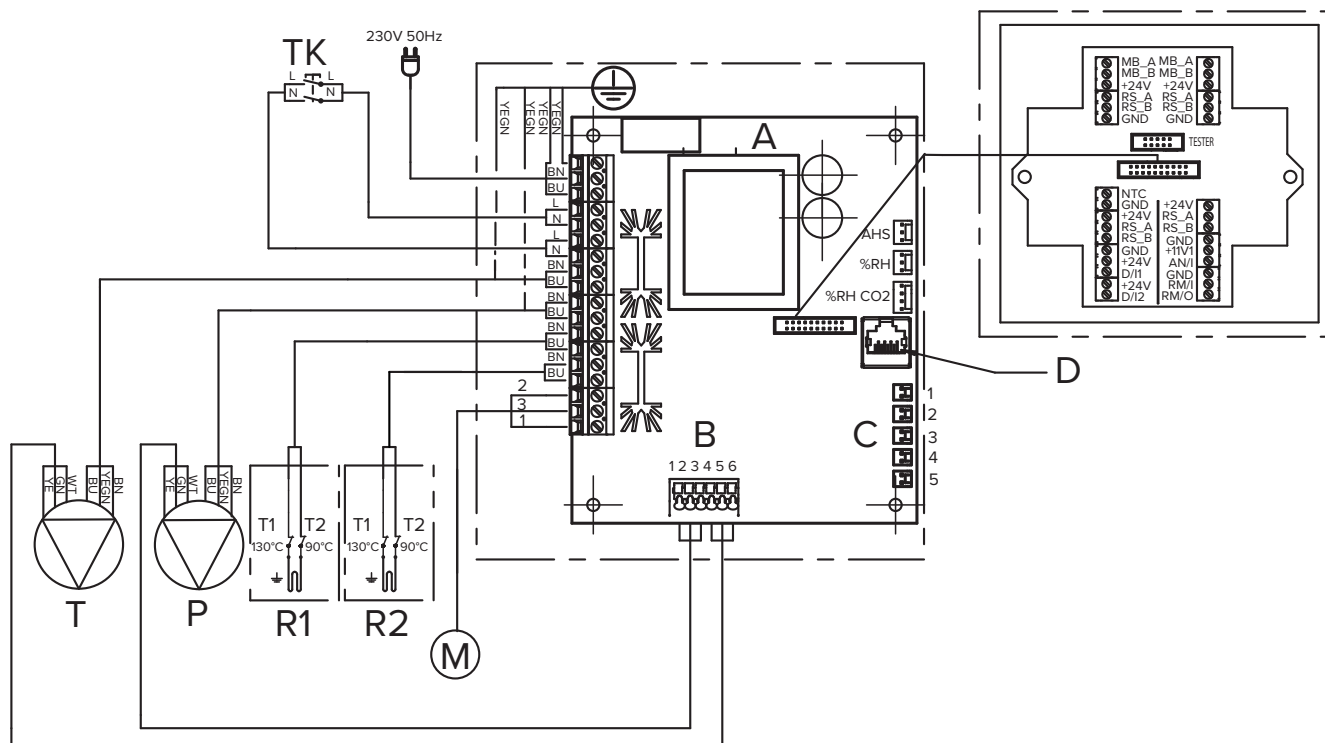 230V 50Hz
TK
L L
N N
YEGN
YEGN
YEGN
YEGN
A
BN
BU
L
N
L
N
BN
BU
BN
BU
BN
BU
BN
BU
2
3
1
AHS
%RH
%RH CO2
D
B
1 2 3 4 5 6
C
1
2
3
4
5
MB_A MB_A
MB_B MB_B
+24V +24V
RS_A RS_A
RS_B RS_B
GND GND
TESTER
NTC
GND +24V
+24V RS_A
RS_A RS_B
RS_B GND
GND +11V1
+24V AN/I
D/I1 GND
+24V RM/I
D/I2 RM/O
YE GN WT BU YEGN BN
YE GN WT BU YEGN BN
T1 T2
130°C 90°C
T1 T2
130°C 90°C
T
P
R1
R2
M